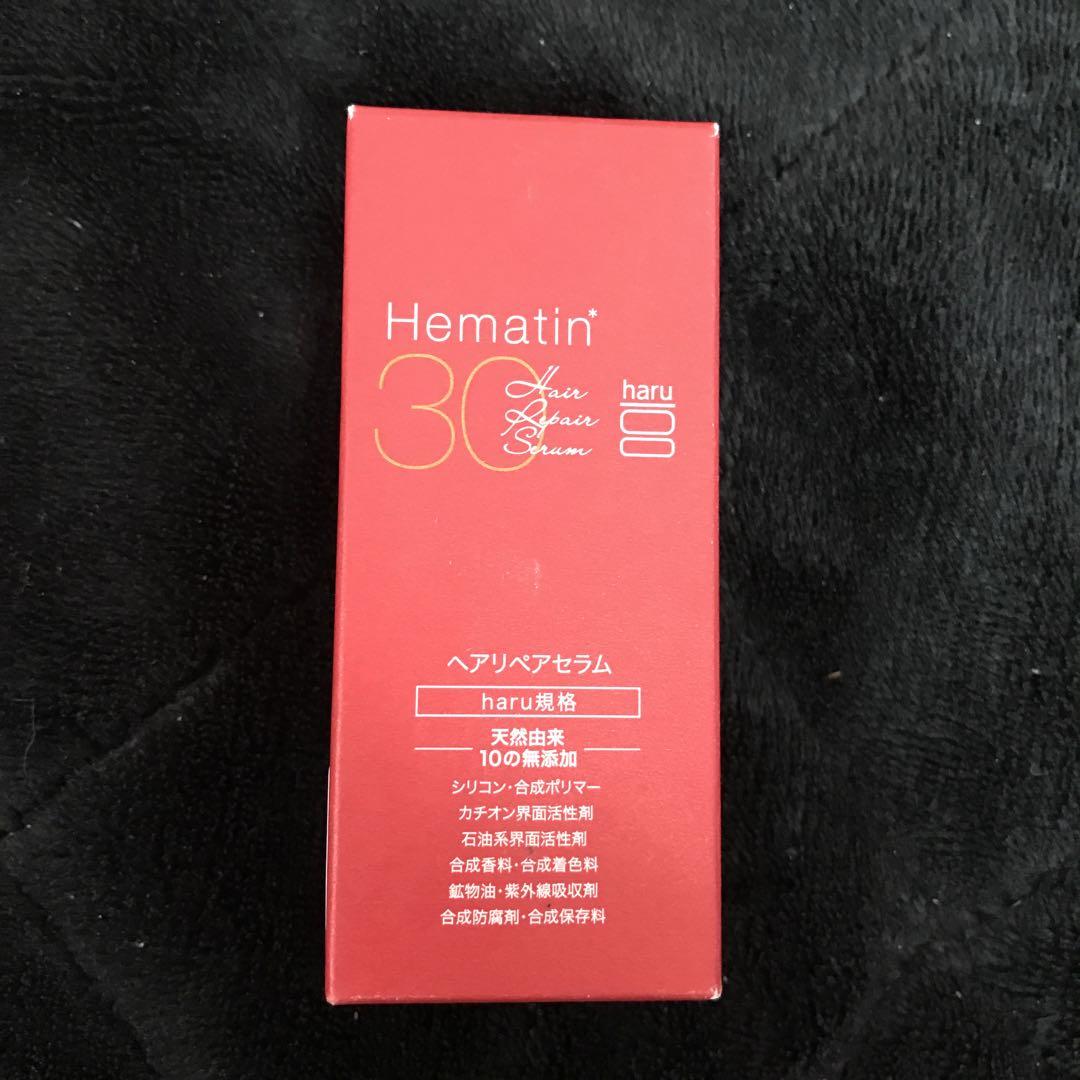 Hematin*
30
Hair
Repair
Serum
haru
100
ヘアリペアセラム
haru規格
天然由来
10の無添加
シリコン・合成ポリマー
カチオン界面活性剤
石油系界面活性剤
合成香料・合成着色料
鉱物油・紫外線吸収剤
合成防腐剤・合成保存料